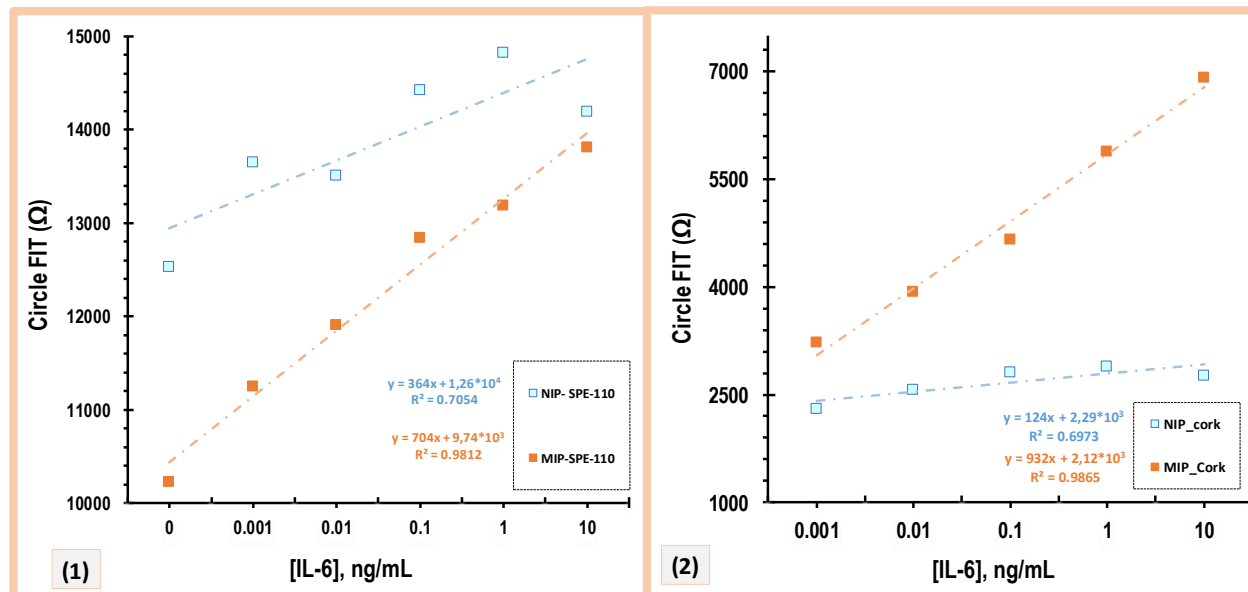 15000
14000
13000
12000
11000
10000
Circle FIT (Ω)
y = 364x + 1,26*10⁴
R² = 0.7054
y = 704x + 9,74*10³
R² = 0.9812
NIP- SPE-110
MIP-SPE-110
0 0.001 0.01 0.1 1 10
[IL-6], ng/mL
(1)
7000
5500
4000
2500
1000
Circle FIT (Ω)
y = 124x + 2,29*10³
R² = 0.6973
y = 932x + 2,12*10³
R² = 0.9865
NIP_cork
MIP_Cork
0.001 0.01 0.1 1 10
[IL-6], ng/mL
(2)